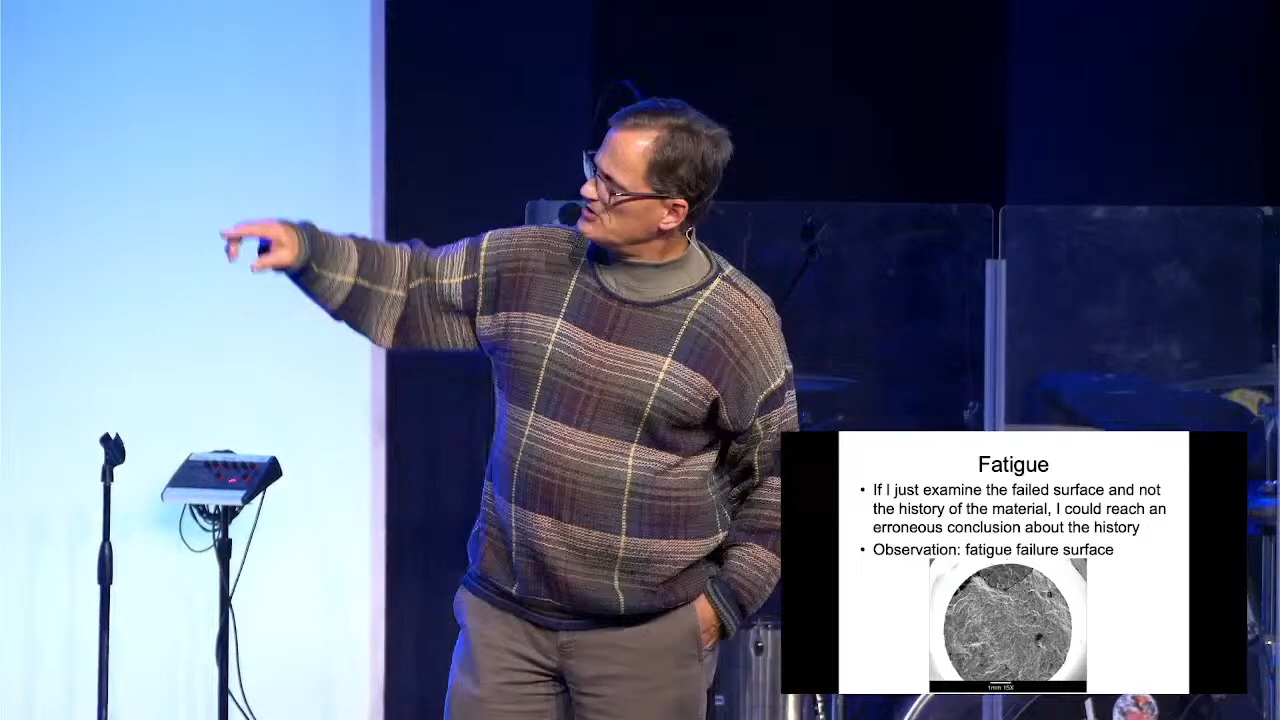 Fatigue
• If I just examine the failed surface and not
the history of the material, I could reach an
erroneous conclusion about the history
• Observation: fatigue failure surface
1mm 15X